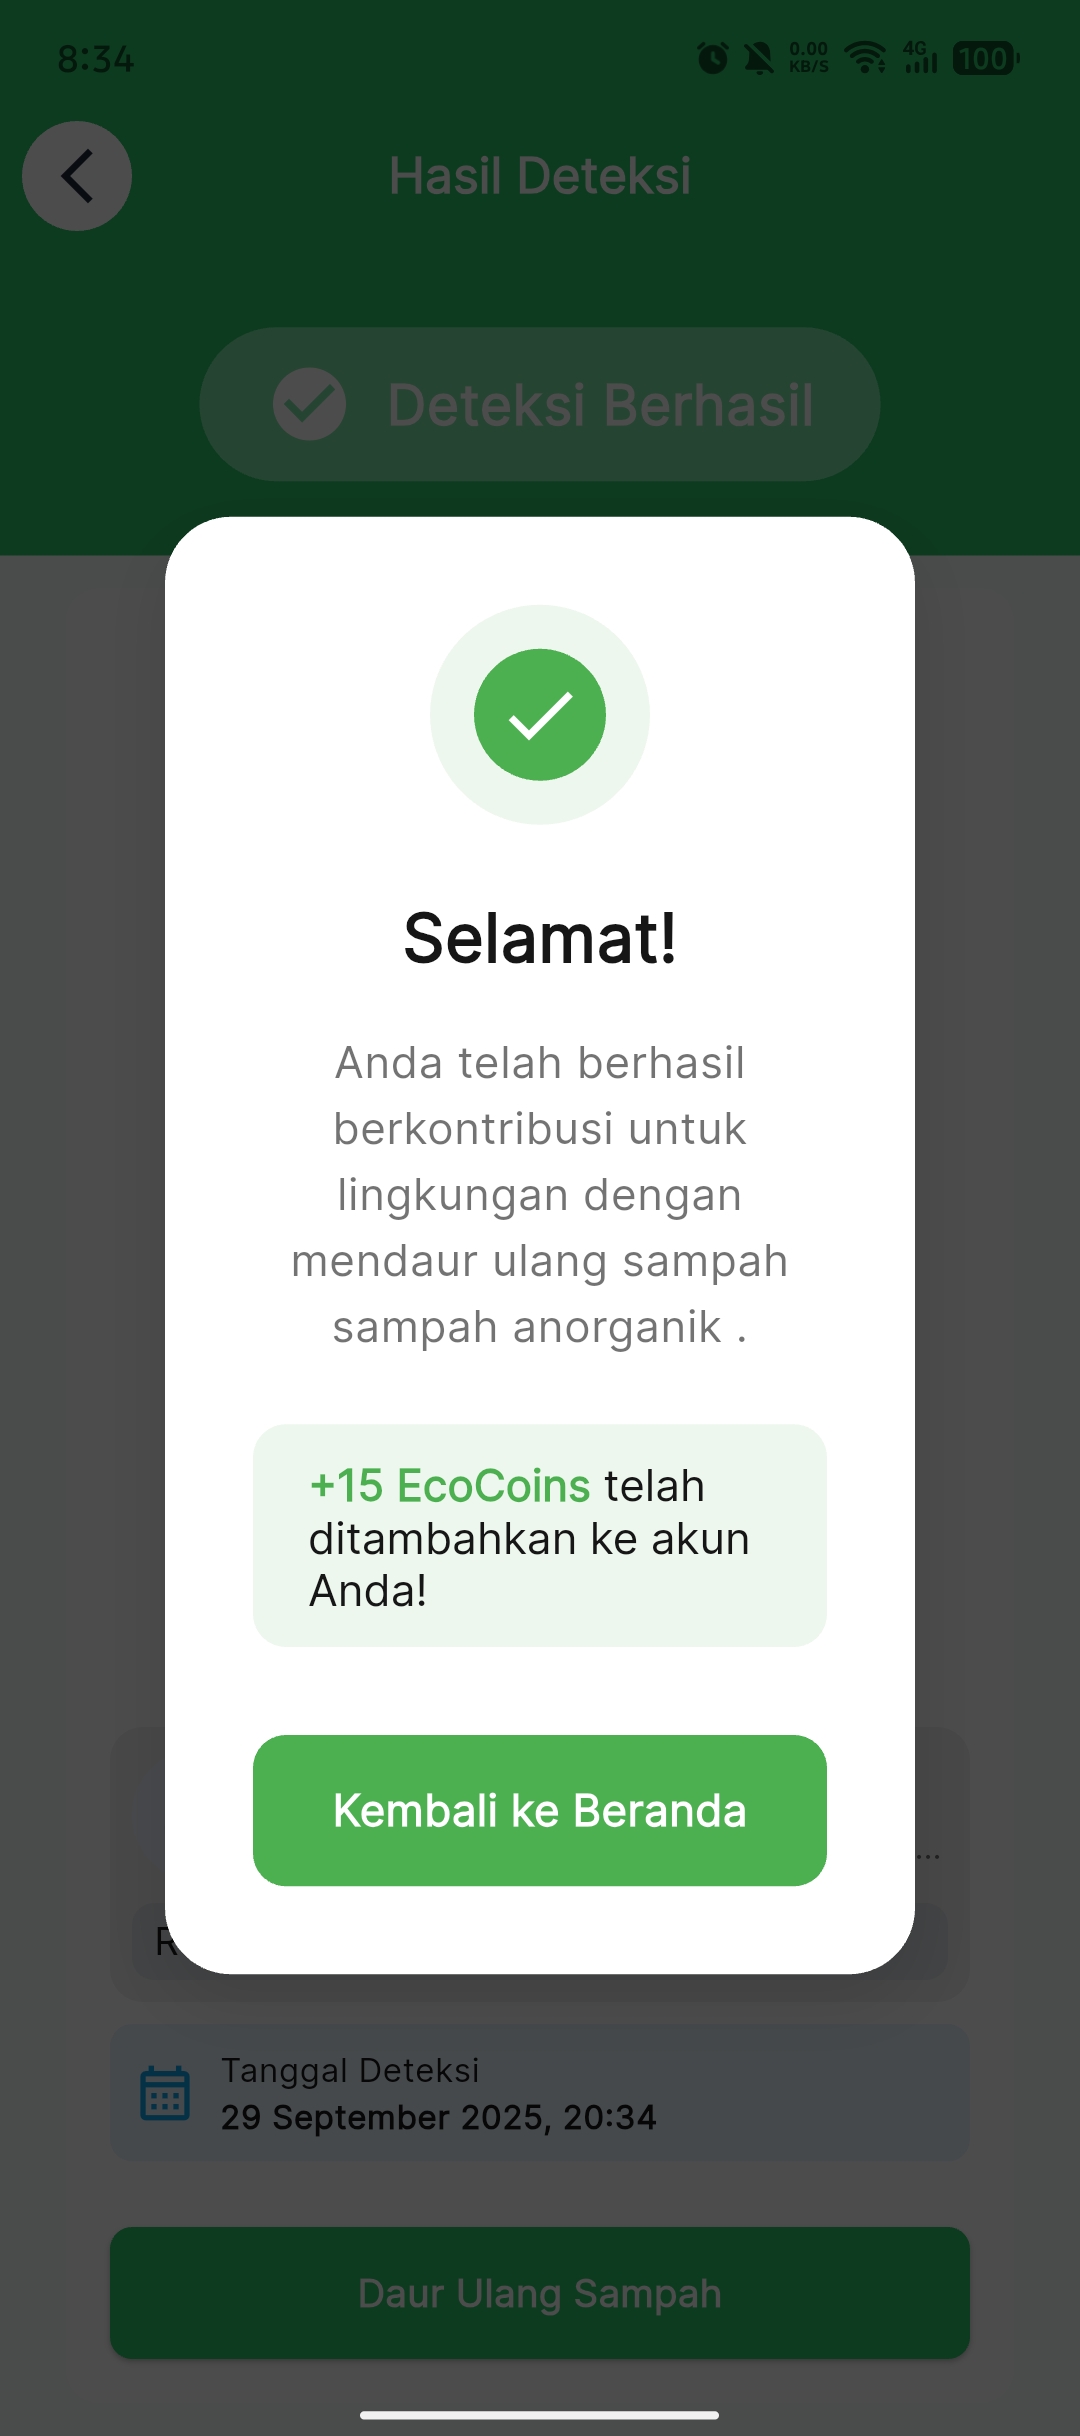 8:34
0.00
KB/S
4G
100
Hasil Deteksi
Deteksi Berhasil
Selamat!
Anda telah berhasil
berkontribusi untuk
lingkungan dengan
mendaur ulang sampah
sampah anorganik .
+15 EcoCoins telah
ditambahkan ke akun
Anda!
Kembali ke Beranda
...
Tanggal Deteksi
29 September 2025, 20:34
Daur Ulang Sampah